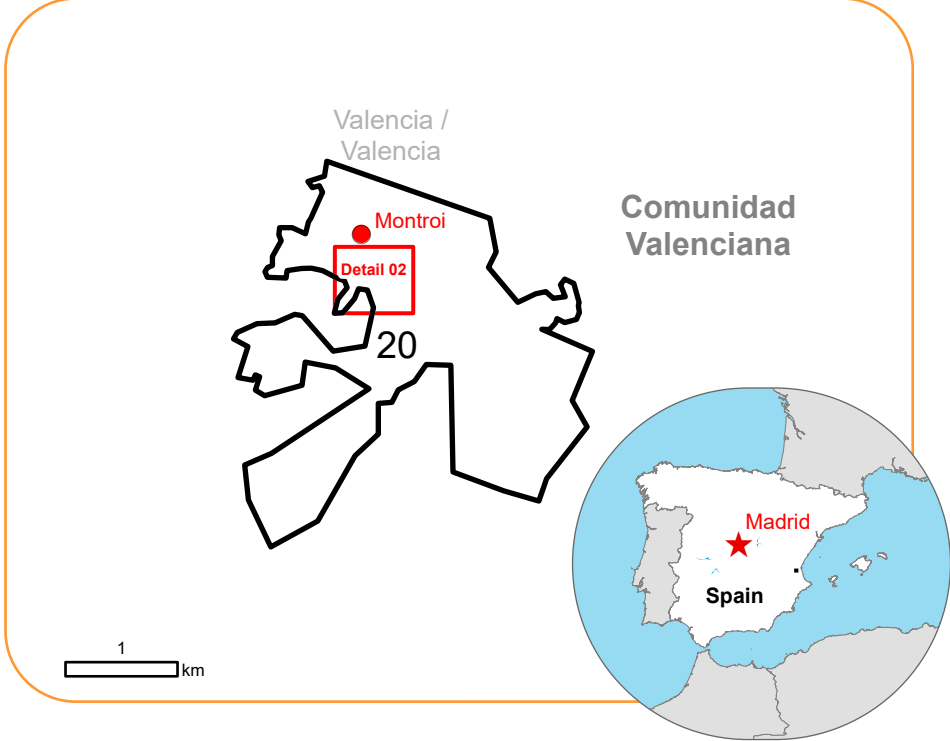 Valencia /
Valencia
Comunidad
Valenciana
Montroi
Detail 02
20
Madrid
Spain
1
km